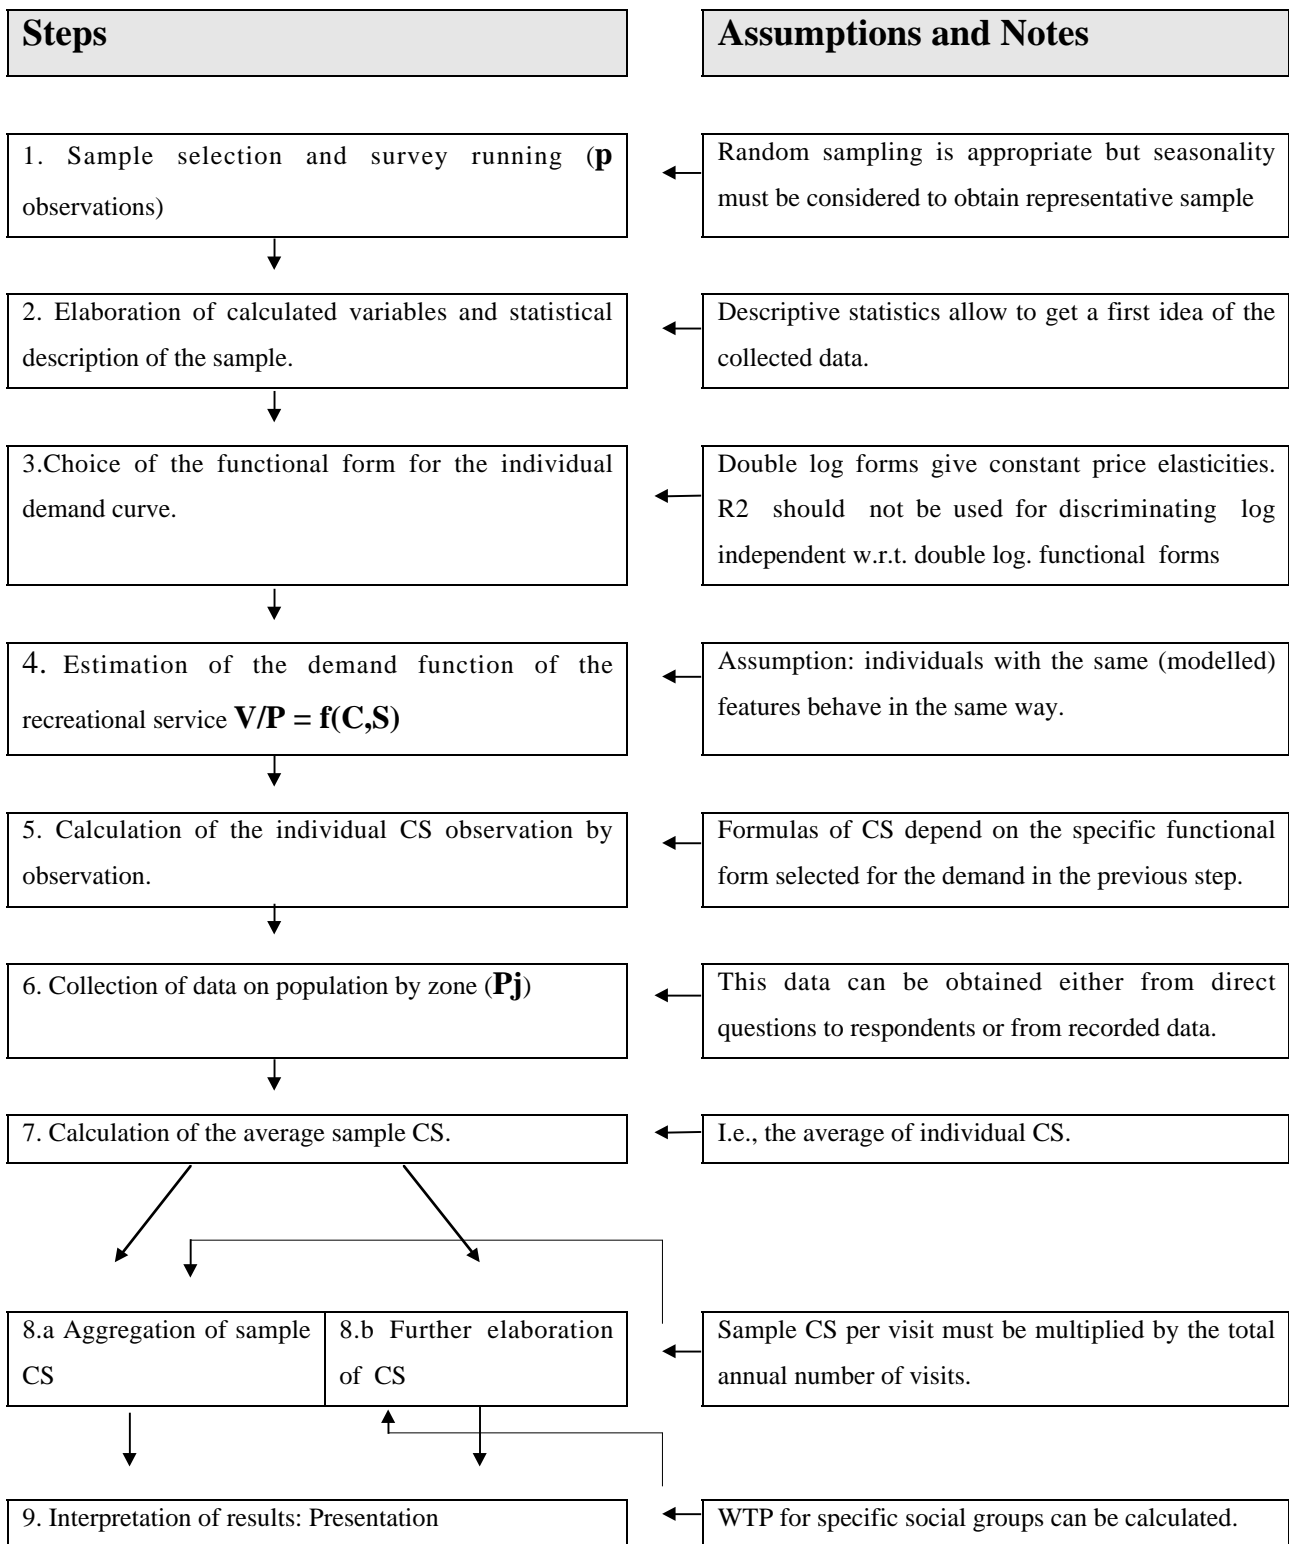 Steps
Assumptions and Notes
1. Sample selection and survey running (p
observations)
Random sampling is appropriate but seasonality
must be considered to obtain representative sample
2. Elaboration of calculated variables and statistical
description of the sample.
Descriptive statistics allow to get a first idea of the
collected data.
3.Choice of the functional form for the individual
demand curve.
Double log forms give constant price elasticities.
R2 should not be used for discriminating log
independent w.r.t. double log. functional forms
4. Estimation of the demand function of the
recreational service V/P = f(C,S)
Assumption: individuals with the same (modelled)
features behave in the same way.
5. Calculation of the individual CS observation by
observation.
Formulas of CS depend on the specific functional
form selected for the demand in the previous step.
6. Collection of data on population by zone (Pj)
This data can be obtained either from direct
questions to respondents or from recorded data.
7. Calculation of the average sample CS.
I.e., the average of individual CS.
8.a Aggregation of sample
CS
8.b Further elaboration
of CS
Sample CS per visit must be multiplied by the total
annual number of visits.
9. Interpretation of results: Presentation
WTP for specific social groups can be calculated.